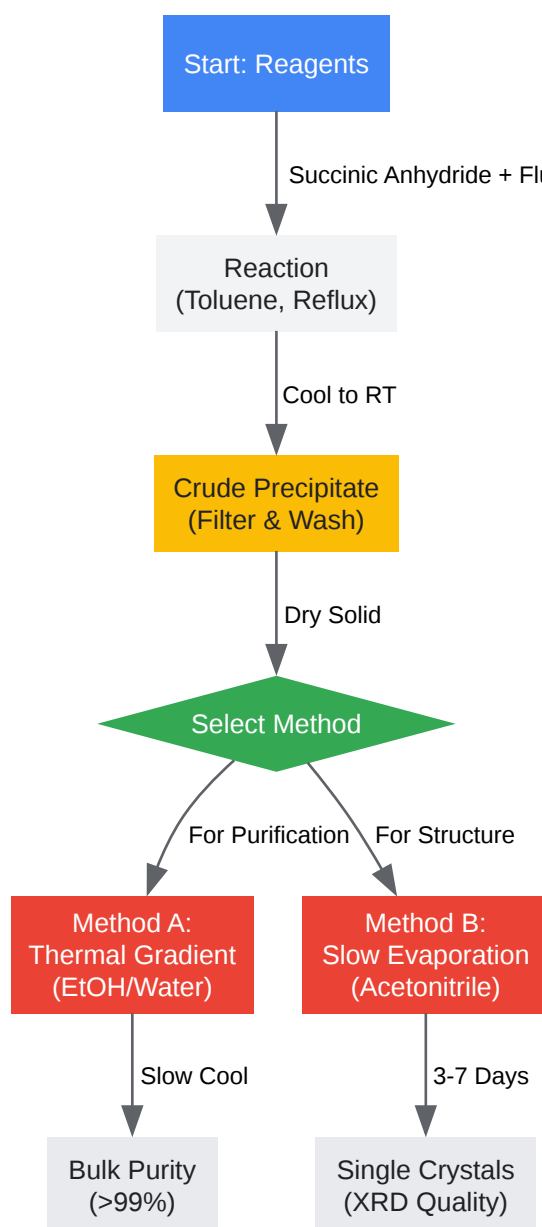 Start: Reagents
Succinic Anhydride +
Reaction
(Toluene, Reflux)
Cool to RT
Crude Precipitate
(Filter & Wash)
Dry Solid
Select Method
For Purification
For Structure
Method A:
Thermal Gradient
(EtOH/Water)
Method B:
Slow Evaporation
(Acetonitrile)
Slow Cool
3-7 Days
Bulk Purity
(>99%)
Single Crystals
(XRD Quality)